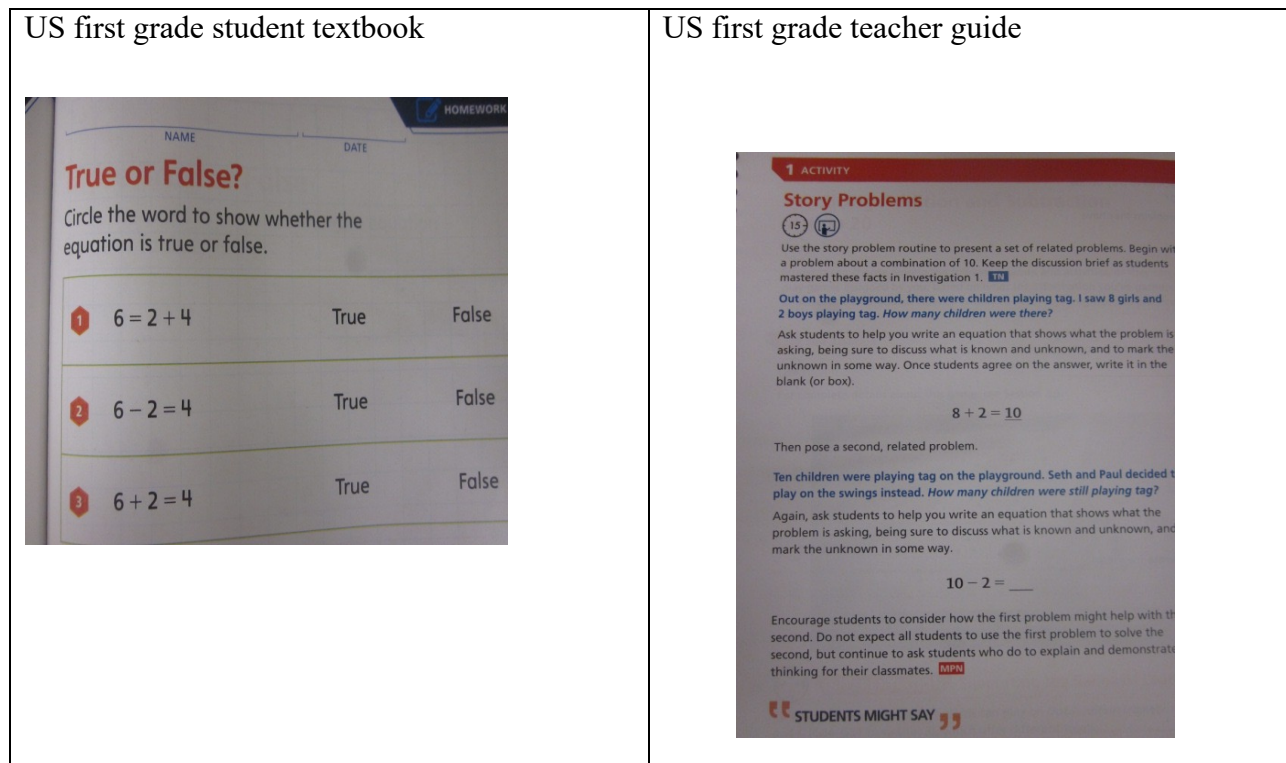 US first grade student textbook
HOMEWORK
NAME
DATE
True or False?
Circle the word to show whether the
equation is true or false.
1 6 = 2 + 4 True False
2 6 − 2 = 4 True False
3 6 + 2 = 4 True False
US first grade teacher guide
1 ACTIVITY
Story Problems
15
Use the story problem routine to present a set of related problems. Begin
a problem about a combination of 10. Keep the discussion brief as students
mastered these facts in Investigation 1. TN
Out on the playground, there were children playing tag. I saw 8 girls and
2 boys playing tag. How many children were there?
Ask students to help you write an equation that shows what the problem is
asking, being sure to discuss what is known and unknown, and to mark the
unknown in some way. Once students agree on the answer, write it in the
blank (or box).
8 + 2 = 10
Then pose a second, related problem.
Ten children were playing tag on the playground. Seth and Paul decided
play on the swings instead. How many children were still playing tag?
Again, ask students to help you write an equation that shows what the
problem is asking, being sure to discuss what is known and unknown, and
mark the unknown in some way.
10 − 2 = __
Encourage students to consider how the first problem might help with
second. Do not expect all students to use the first problem to solve the
second, but continue to ask students who do to explain and demonstrate
thinking for their classmates. MPN
STUDENTS MIGHT SAY